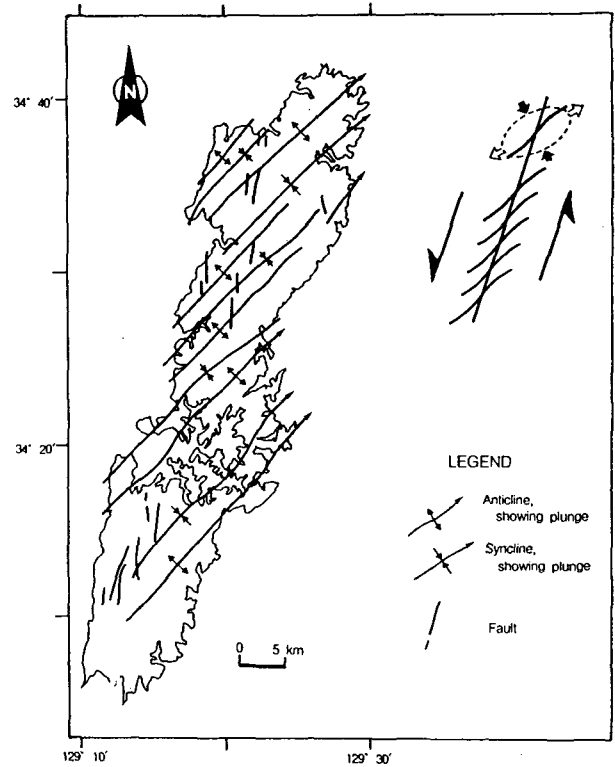 N
34° 40'
34° 20'
LEGEND
Anticline,
showing plunge
Syncline,
showing plunge
Fault
0 5 km
129° 10'
129° 30'